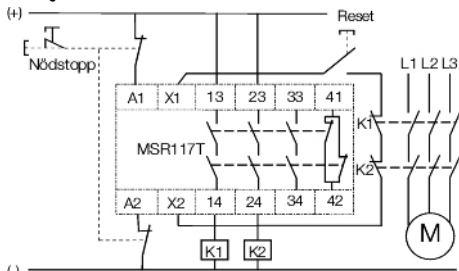 (+)
Reset
Nödstopp
L1 L2 L3
A1 X1 13 23 33 41
K1
MSR117T
K2
A2 X2 14 24 34 42
K1 K2
M
(-)